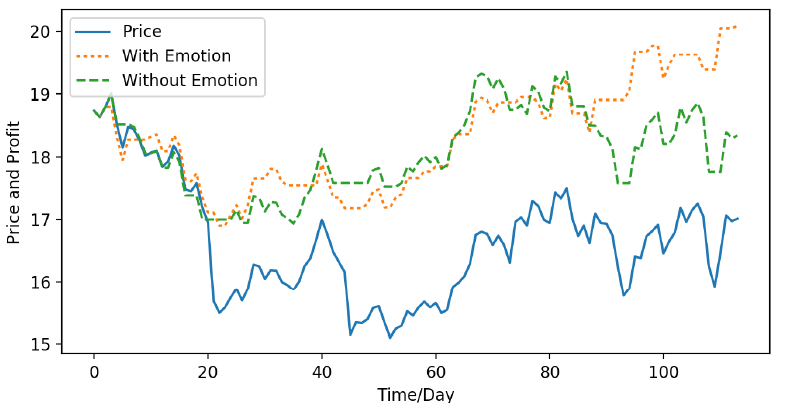 Price
With Emotion
Without Emotion
20
19
18
17
16
15
Price and Profit
0 20 40 60 80 100
Time/Day